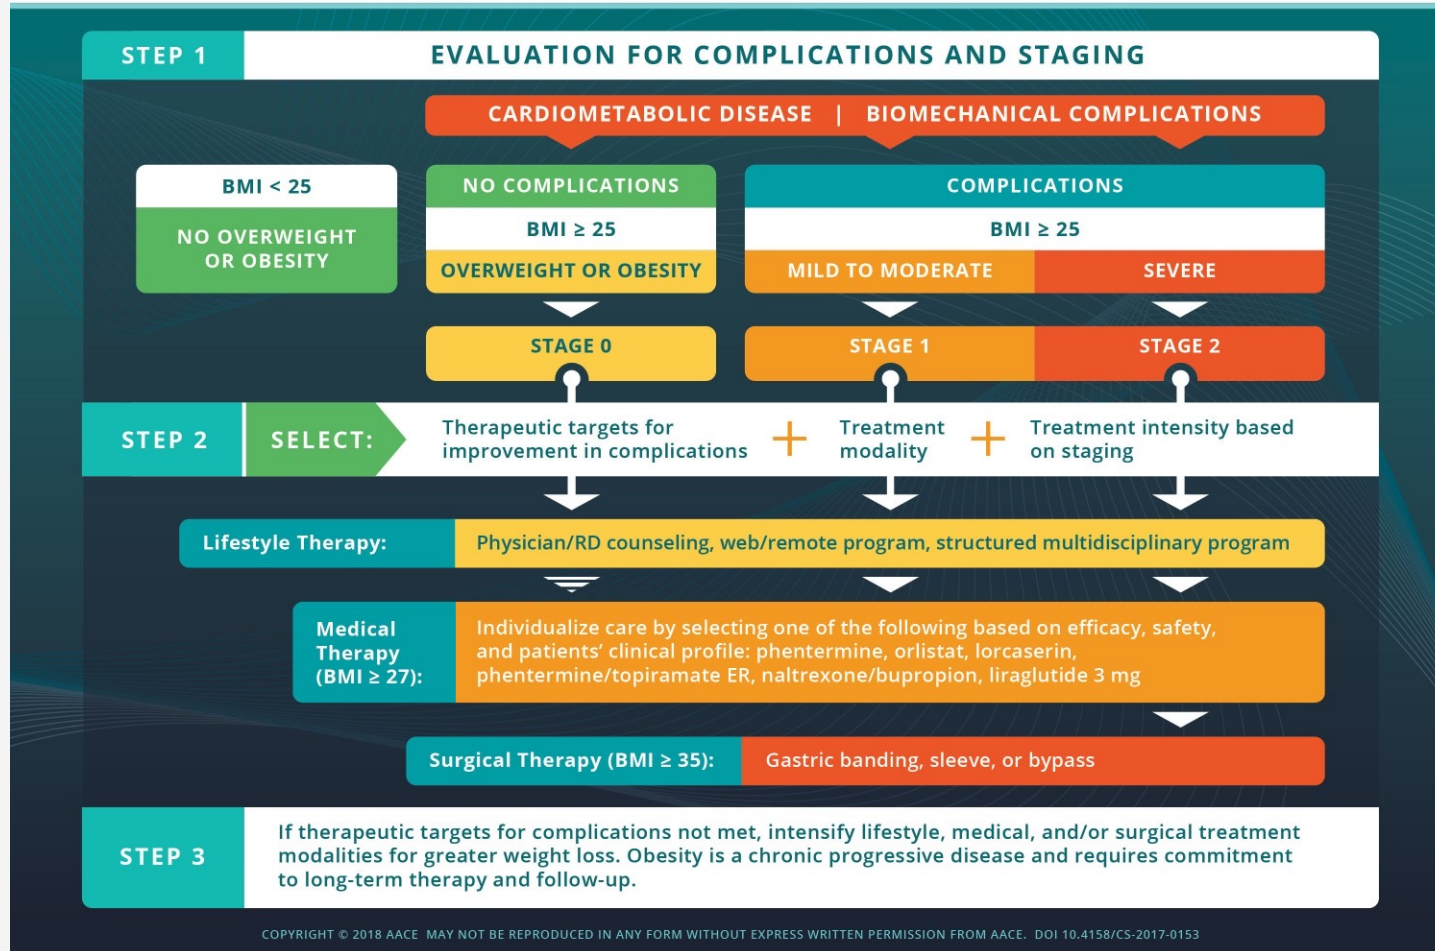 STEP 1
EVALUATION FOR COMPLICATIONS AND STAGING
CARDIOMETABOLIC DISEASE | BIOMECHANICAL COMPLICATIONS
BMI < 25
NO OVERWEIGHT
OR OBESITY
NO COMPLICATIONS
BMI ≥ 25
OVERWEIGHT OR OBESITY
COMPLICATIONS
BMI ≥ 25
MILD TO MODERATE
SEVERE
STAGE 0
STAGE 1
STAGE 2
STEP 2
SELECT:
Therapeutic targets for
improvement in complications
+
Treatment
modality
+
Treatment intensity based
on staging
Lifestyle Therapy:
Physician/RD counseling, web/remote program, structured multidisciplinary program
Medical
Therapy
(BMI ≥ 27):
Individualize care by selecting one of the following based on efficacy, safety,
and patients’ clinical profile: phentermine, orlistat, lorcaserin,
phentermine/topiramate ER, naltrexone/bupropion, liraglutide 3 mg
Surgical Therapy (BMI ≥ 35):
Gastric banding, sleeve, or bypass
STEP 3
If therapeutic targets for complications not met, intensify lifestyle, medical, and/or surgical treatment
modalities for greater weight loss. Obesity is a chronic progressive disease and requires commitment
to long-term therapy and follow-up.
COPYRIGHT © 2018 AACE MAY NOT BE REPRODUCED IN ANY FORM WITHOUT EXPRESS WRITTEN PERMISSION FROM AACE. DOI 10.4158/CS-2017-0153